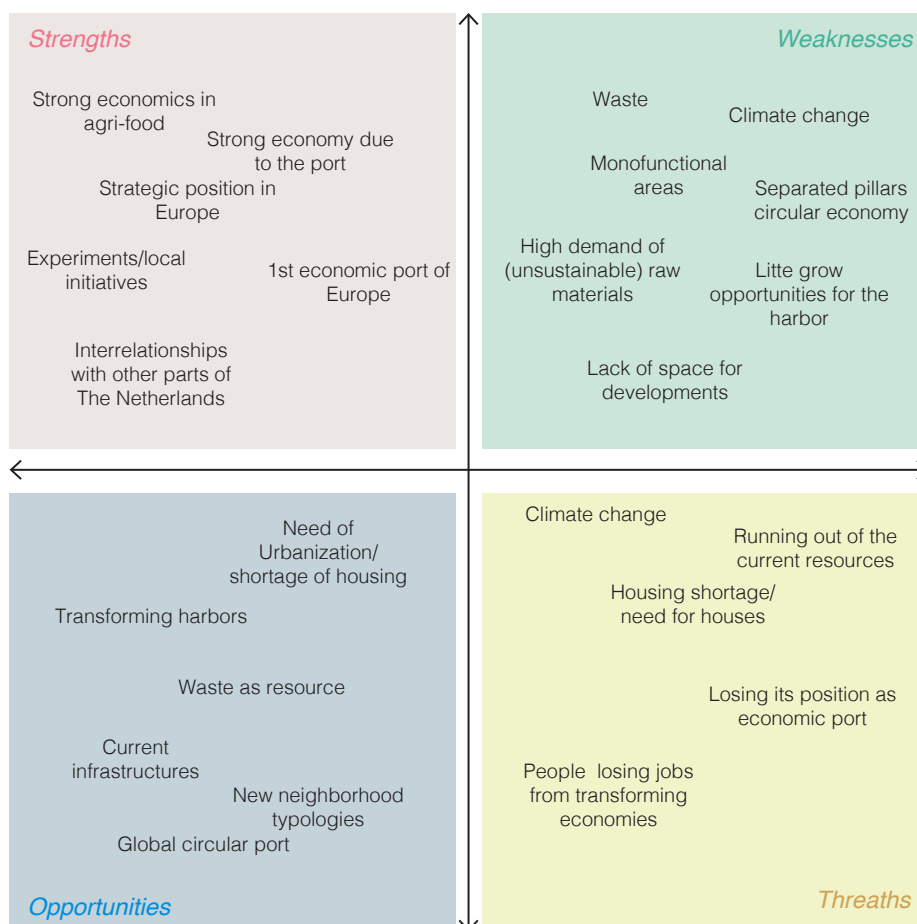 Strengths
Strong economics in
agri-food
Strong economy due
to the port
Strategic position in
Europe
Experiments/local
initiatives
1st economic port of
Europe
Interrelationships
with other parts of
The Netherlands
Weaknesses
Waste
Climate change
Monofunctional
areas
Separated pillars
circular economy
High demand of
(unsustainable) raw
materials
Litte grow
opportunities for the
harbor
Lack of space for
developments
Need of
Urbanization/
shortage of housing
Transforming harbors
Waste as resource
Current
infrastructures
New neighborhood
typologies
Global circular port
Opportunities
Climate change
Running out of the
current resources
Housing shortage/
need for houses
Losing its position as
economic port
People losing jobs
from transforming
economies
Threaths